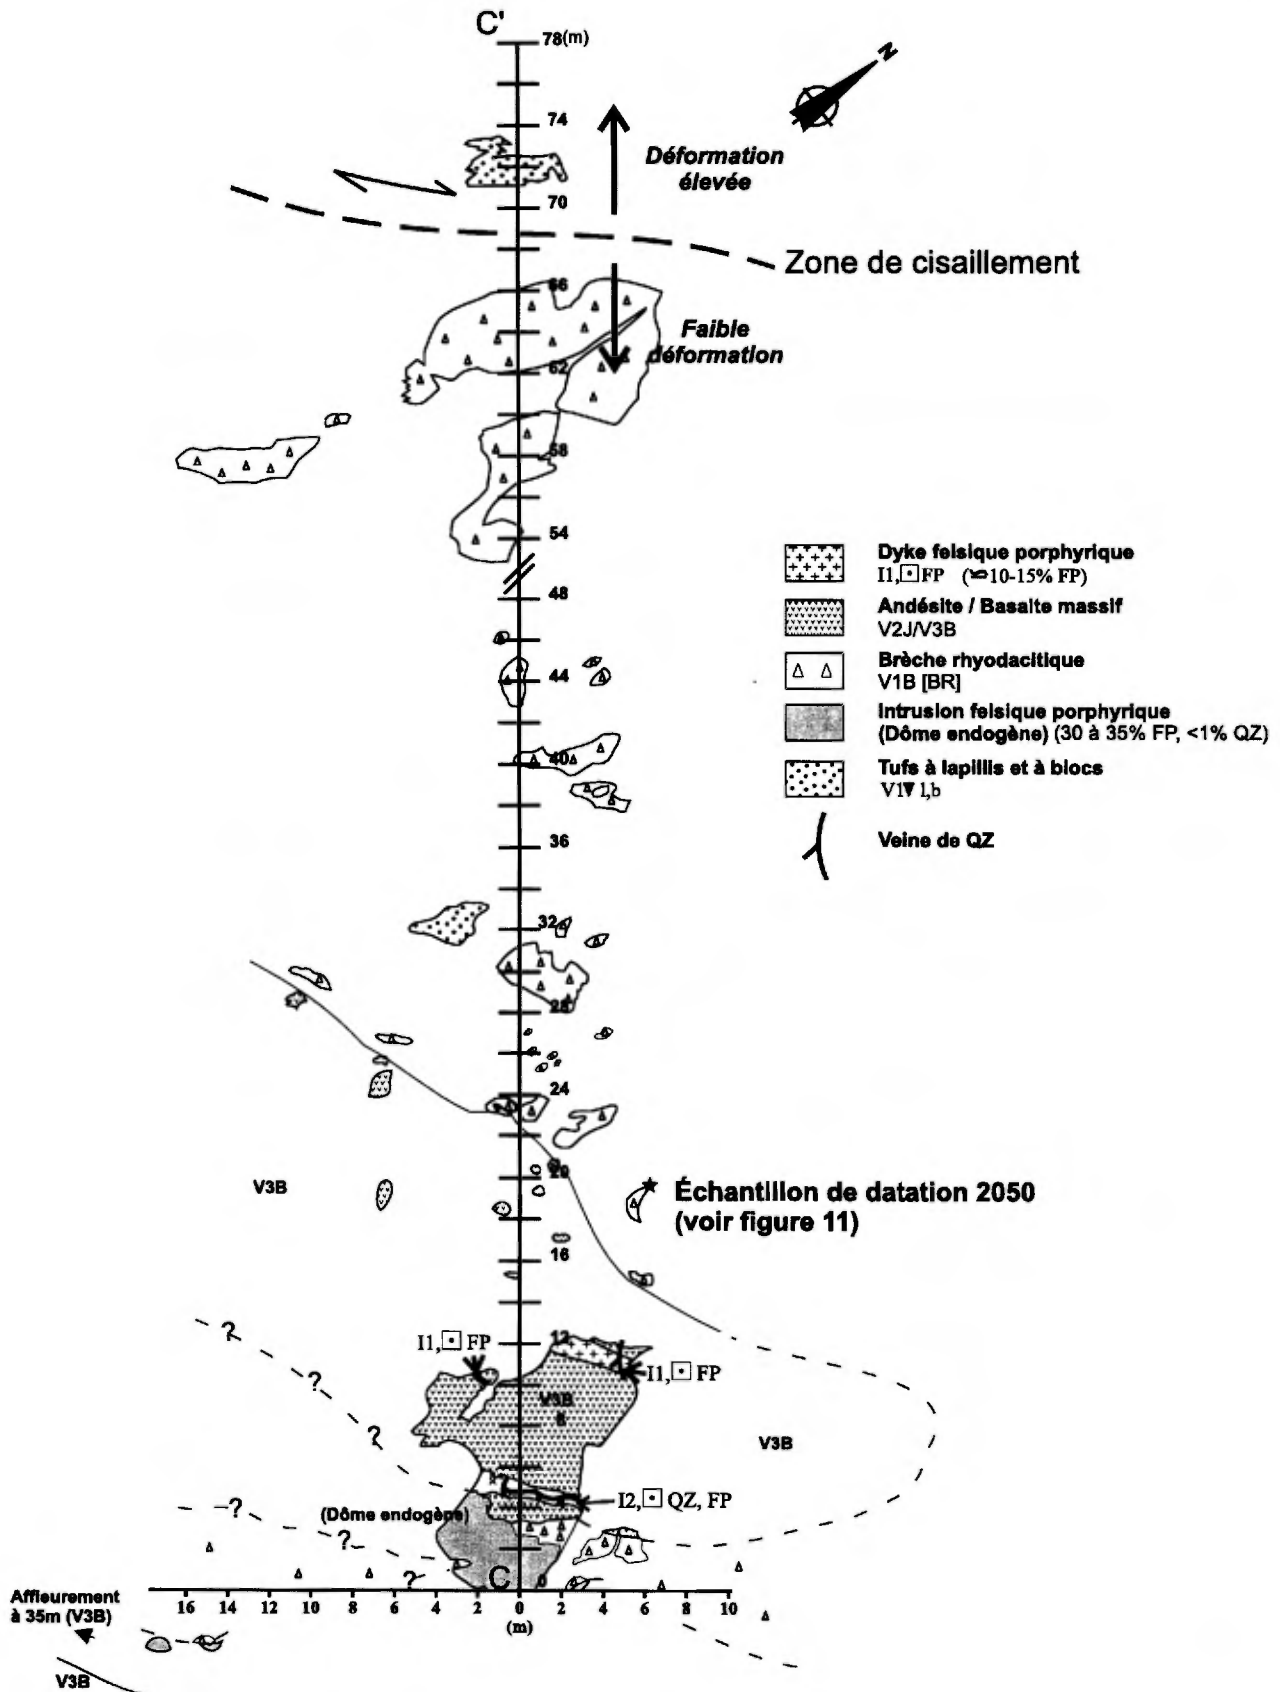 C'
78(m)
N
74
Déformation
élevée
70
Zone de cisaillement
66
Faible
déformation
62
58
54
48
44
40
36
32
28
24
20
16
12
8
0
Dyke felsique porphyrique
I1,⊡FP (≃10-15% FP)
Andésite / Basalte massif
V2J/V3B
Brèche rhyodacitique
V1B [BR]
Intrusion felsique porphyrique
(Dôme endogène) (30 à 35% FP, <1% QZ)
Tufs à lapillis et à blocs
V1▼ l,b
Veine de QZ
V3B
Échantillon de datation 2050
(voir figure 11)
?
I1,⊡ FP
I1,⊡ FP
?
V3B
?
V3B
I2,⊡ QZ, FP
?
(Dôme endogène)
?
?
C
Affleurement
à 35m (V3B)
16 14 12 10 8 6 4 2 0 2 4 6 8 10
(m)
V3B